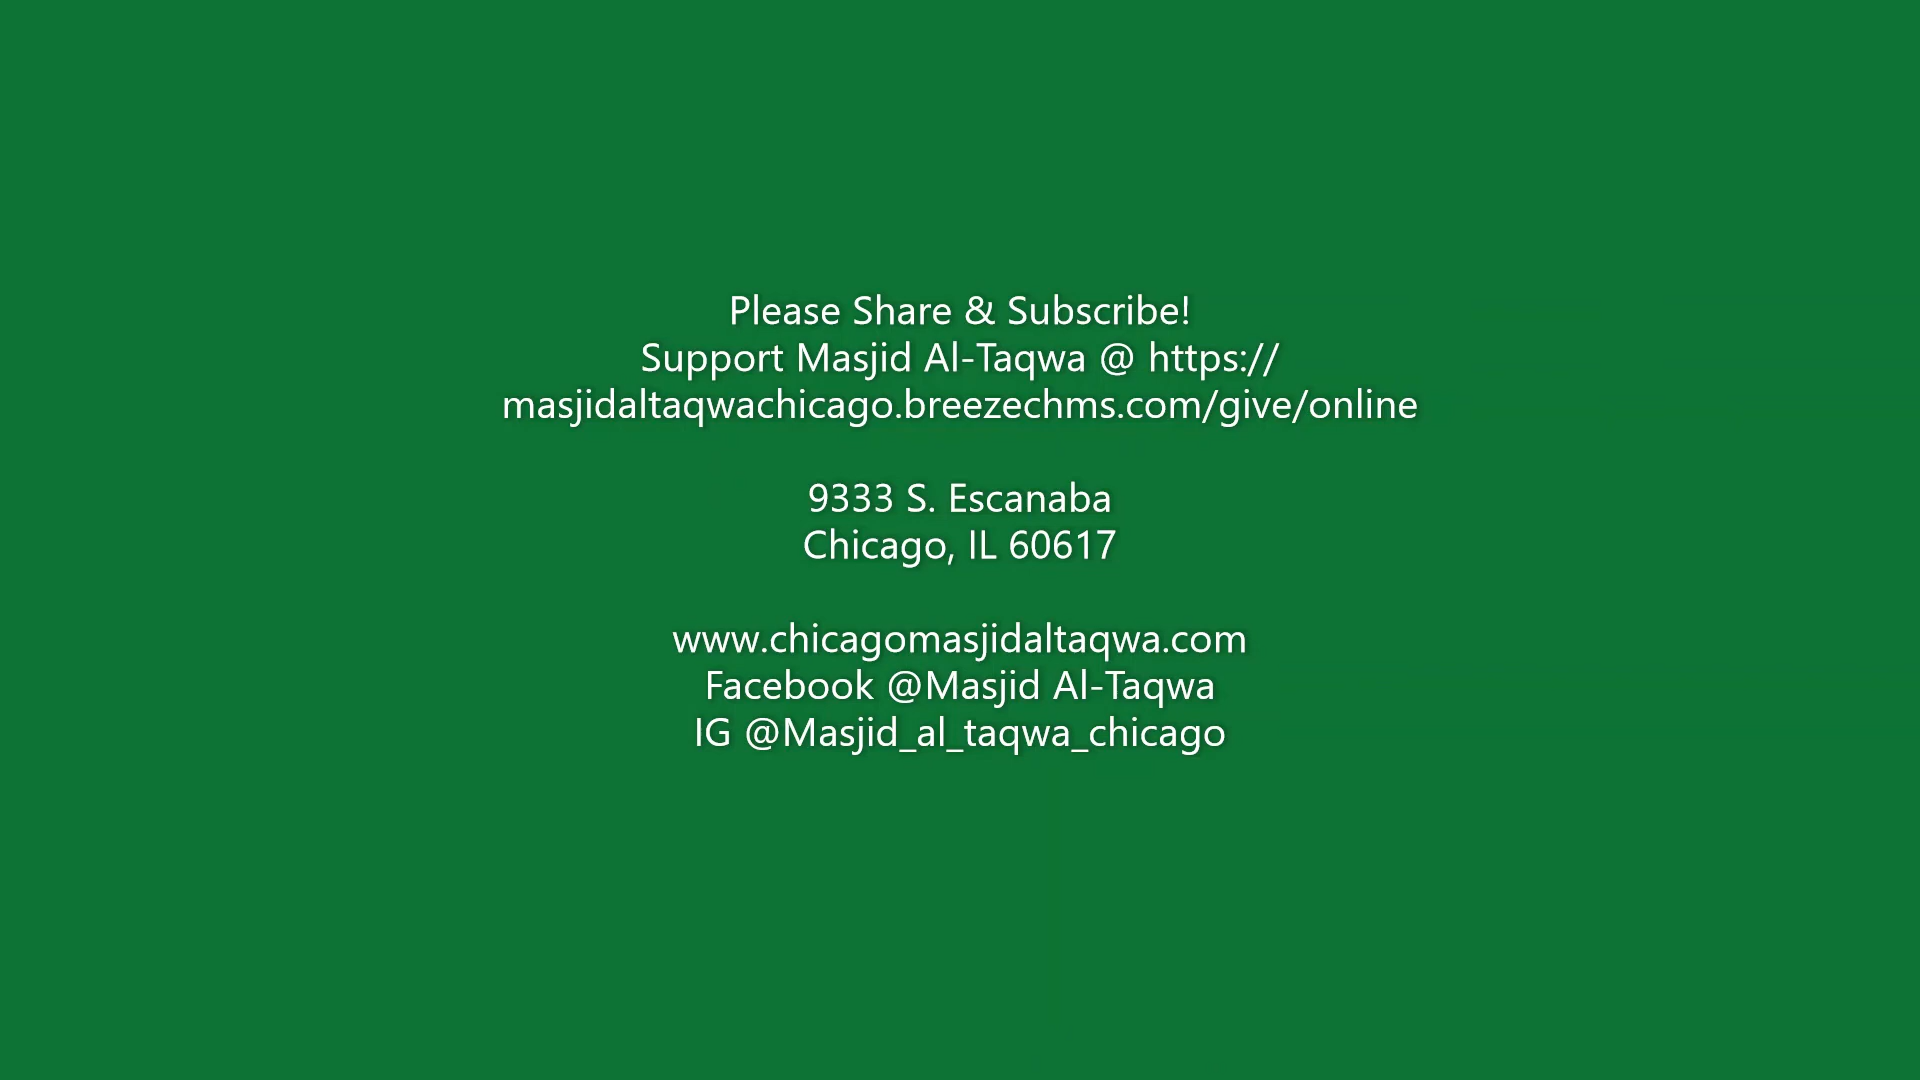 Please Share & Subscribe!
Support Masjid Al-Taqwa @ https://
masjidaltaqwachicago.breezechms.com/give/online
9333 S. Escanaba
Chicago, IL 60617
www.chicagomasjidaltaqwa.com
Facebook @Masjid Al-Taqwa
IG @Masjid_al_taqwa_chicago